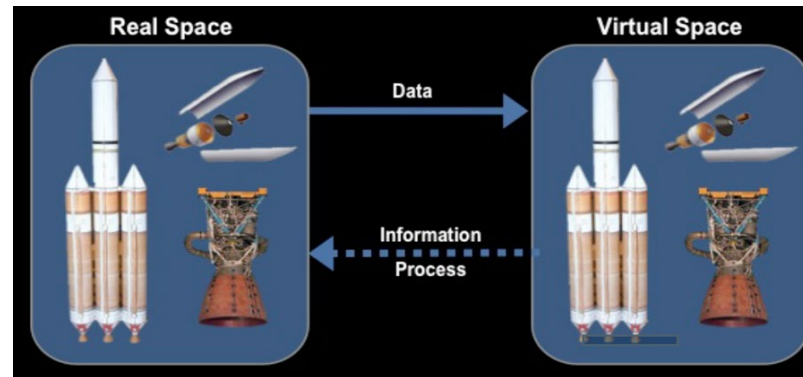 Real Space
Virtual Space
Data
Information
Process